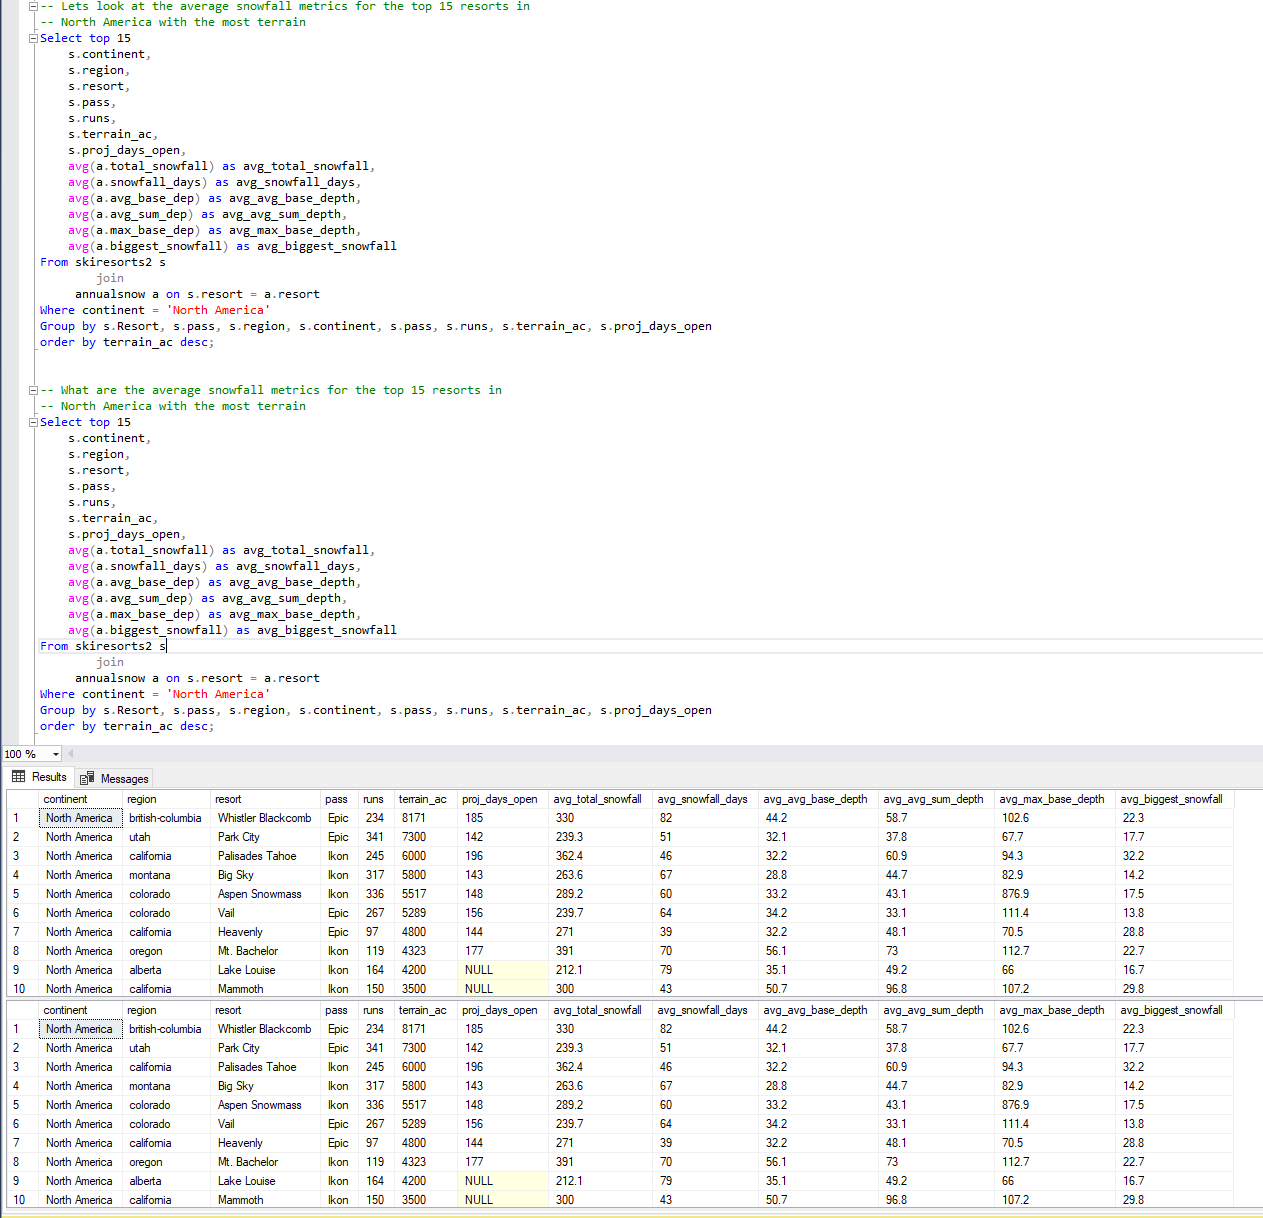 -- Lets look at the average snowfall metrics for the top 15 resorts in
-- North America with the most terrain
Select top 15
s.continent,
s.region,
s.resort,
s.pass,
s.runs,
s.terrain_ac,
s.proj_days_open,
avg(a.total_snowfall) as avg_total_snowfall,
avg(a.snowfall_days) as avg_snowfall_days,
avg(a.avg_base_dep) as avg_avg_base_depth,
avg(a.avg_sum_dep) as avg_avg_sum_depth,
avg(a.max_base_dep) as avg_max_base_depth,
avg(a.biggest_snowfall) as avg_biggest_snowfall
From skiresorts2 s
join
annualsnow a on s.resort = a.resort
Where continent = 'North America'
Group by s.Resort, s.pass, s.region, s.continent, s.pass, s.runs, s.terrain_ac, s.proj_days_open
order by terrain_ac desc;
-- What are the average snowfall metrics for the top 15 resorts in
-- North America with the most terrain
Select top 15
s.continent,
s.region,
s.resort,
s.pass,
s.runs,
s.terrain_ac,
s.proj_days_open,
avg(a.total_snowfall) as avg_total_snowfall,
avg(a.snowfall_days) as avg_snowfall_days,
avg(a.avg_base_dep) as avg_avg_base_depth,
avg(a.avg_sum_dep) as avg_avg_sum_depth,
avg(a.max_base_dep) as avg_max_base_depth,
avg(a.biggest_snowfall) as avg_biggest_snowfall
From skiresorts2 s
join
annualsnow a on s.resort = a.resort
Where continent = 'North America'
Group by s.Resort, s.pass, s.region, s.continent, s.pass, s.runs, s.terrain_ac, s.proj_days_open
order by terrain_ac desc;
100 %
Results Messages
continent region resort pass runs terrain_ac proj_days_open avg_total_snowfall avg_snowfall_days avg_avg_base_depth avg_avg_sum_depth avg_max_base_depth avg_biggest_snowfall
1 North America british-columbia Whistler Blackcomb Epic 234 8171 185 330 82 44.2 58.7 102.6 22.3
2 North America utah Park City Epic 341 7300 142 239.3 51 32.1 37.8 67.7 17.7
3 North America california Palisades Tahoe Ikon 245 6000 196 362.4 46 32.2 60.9 94.3 32.2
4 North America montana Big Sky Ikon 317 5800 143 263.6 67 28.8 44.7 82.9 14.2
5 North America colorado Aspen Snowmass Ikon 336 5517 148 289.2 60 33.2 43.1 876.9 17.5
6 North America colorado Vail Epic 267 5289 156 239.7 64 34.2 33.1 111.4 13.8
7 North America california Heavenly Epic 97 4800 144 271 39 32.2 48.1 70.5 28.8
8 North America oregon Mt. Bachelor Ikon 119 4323 177 391 70 56.1 73 112.7 22.7
9 North America alberta Lake Louise Ikon 164 4200 NULL 212.1 79 35.1 49.2 66 16.7
10 North America california Mammoth Ikon 150 3500 NULL 300 43 50.7 96.8 107.2 29.8
continent region resort pass runs terrain_ac proj_days_open avg_total_snowfall avg_snowfall_days avg_avg_base_depth avg_avg_sum_depth avg_max_base_depth avg_biggest_snowfall
1 North America british-columbia Whistler Blackcomb Epic 234 8171 185 330 82 44.2 58.7 102.6 22.3
2 North America utah Park City Epic 341 7300 142 239.3 51 32.1 37.8 67.7 17.7
3 North America california Palisades Tahoe Ikon 245 6000 196 362.4 46 32.2 60.9 94.3 32.2
4 North America montana Big Sky Ikon 317 5800 143 263.6 67 28.8 44.7 82.9 14.2
5 North America colorado Aspen Snowmass Ikon 336 5517 148 289.2 60 33.2 43.1 876.9 17.5
6 North America colorado Vail Epic 267 5289 156 239.7 64 34.2 33.1 111.4 13.8
7 North America california Heavenly Epic 97 4800 144 271 39 32.2 48.1 70.5 28.8
8 North America oregon Mt. Bachelor Ikon 119 4323 177 391 70 56.1 73 112.7 22.7
9 North America alberta Lake Louise Ikon 164 4200 NULL 212.1 79 35.1 49.2 66 16.7
10 North America california Mammoth Ikon 150 3500 NULL 300 43 50.7 96.8 107.2 29.8